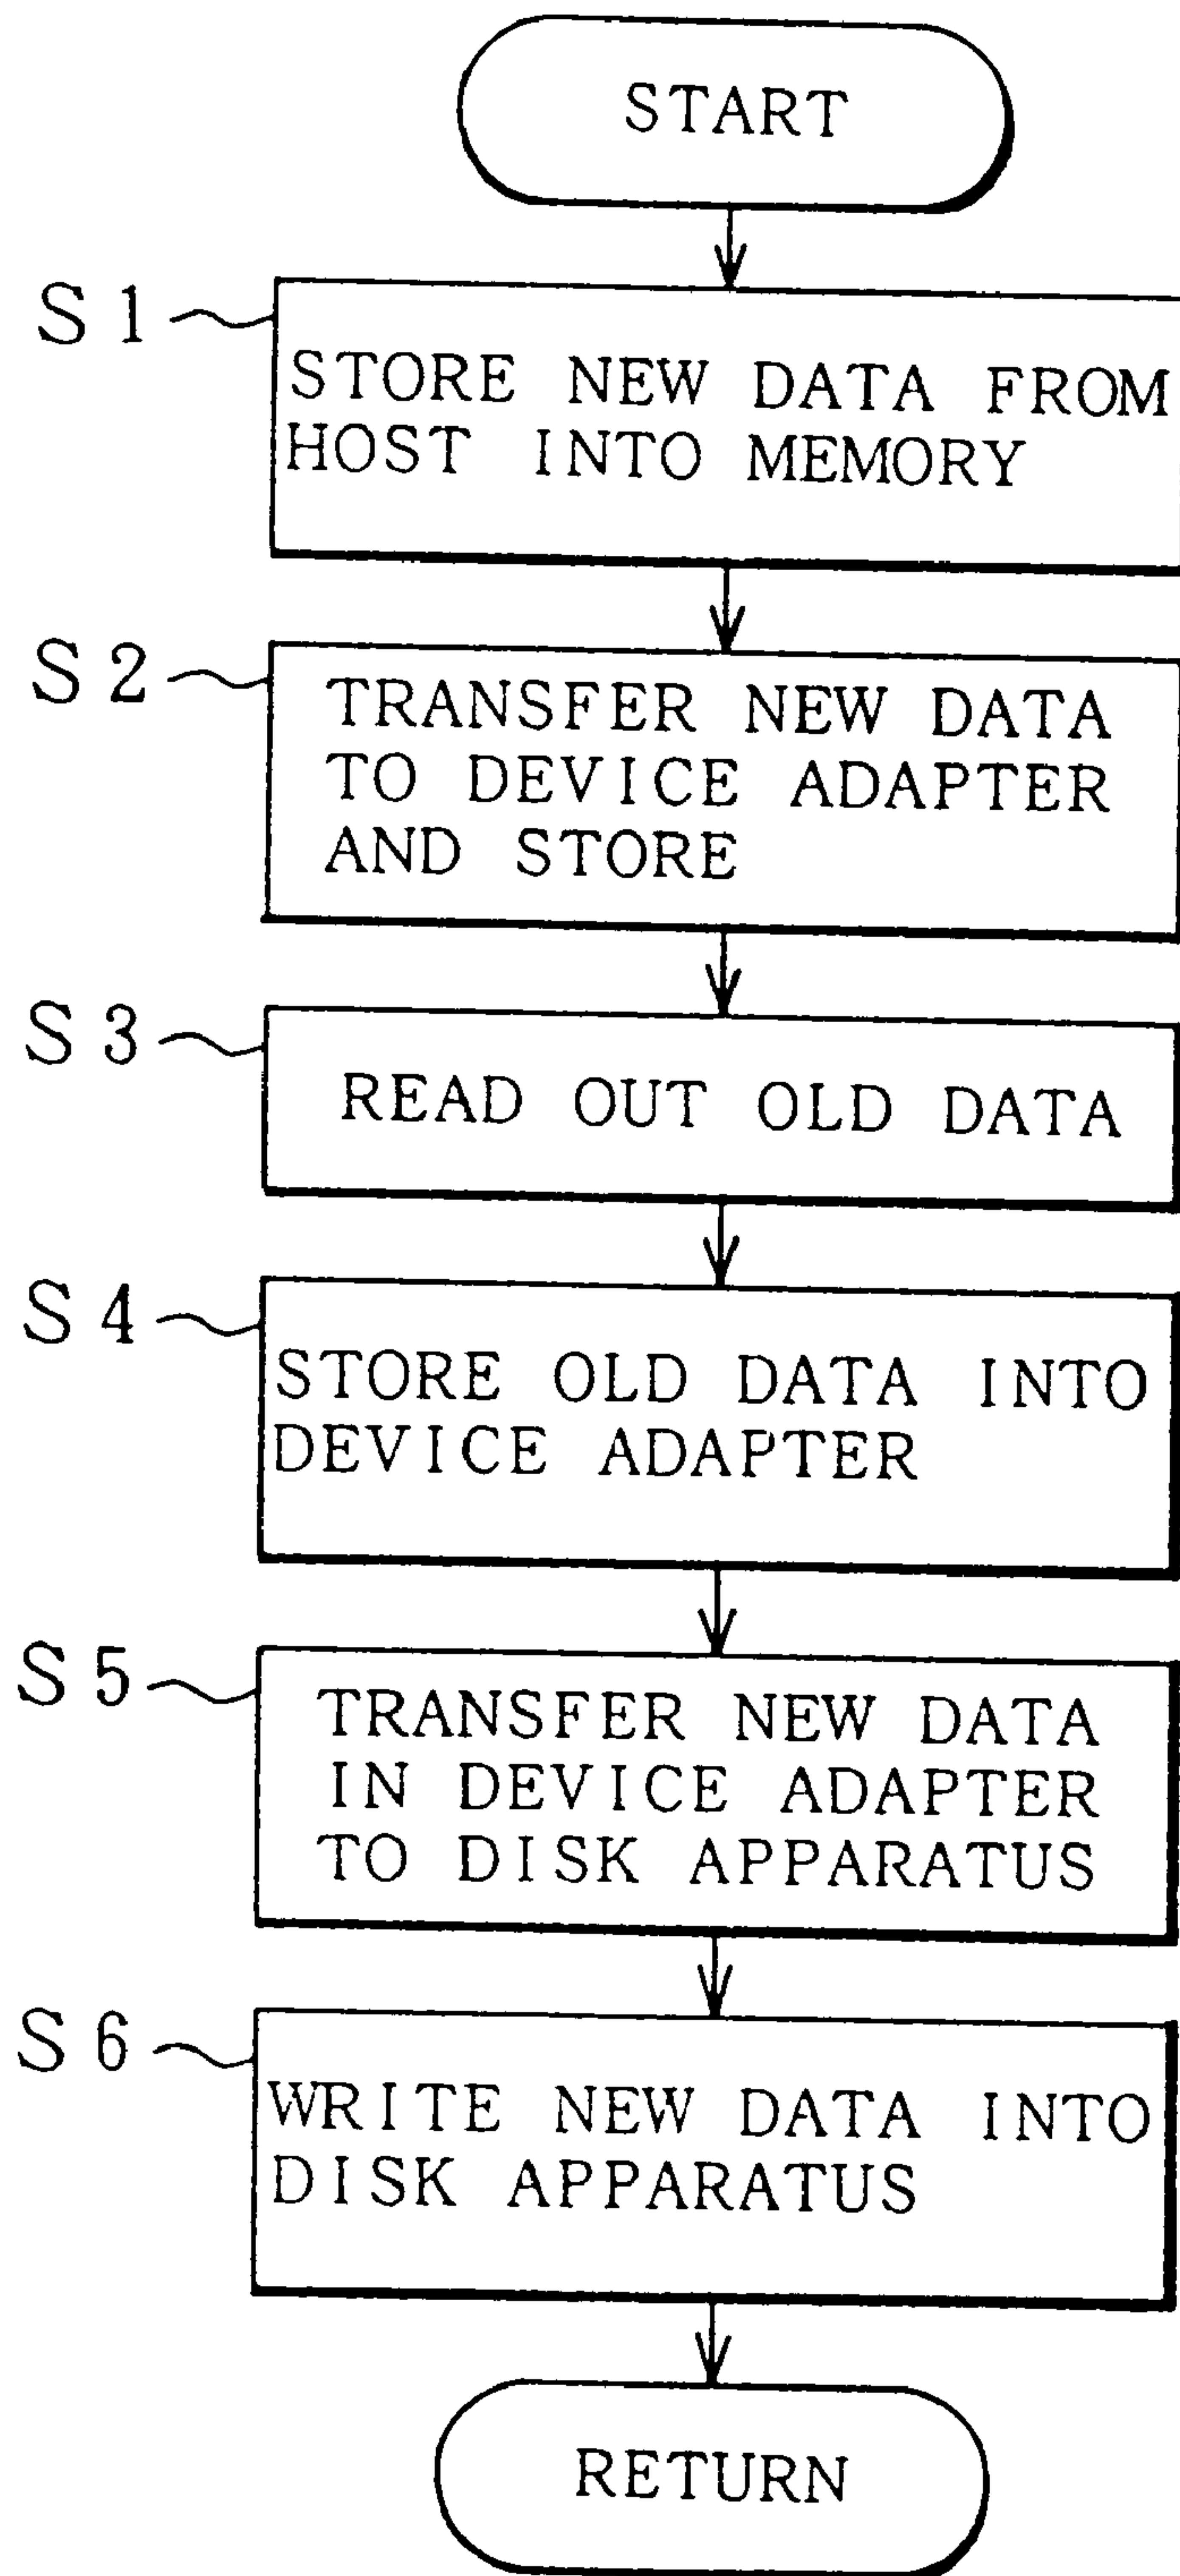 START
S1
STORE NEW DATA FROM
HOST INTO MEMORY
S2
TRANSFER NEW DATA
TO DEVICE ADAPTER
AND STORE
S3
READ OUT OLD DATA
S4
STORE OLD DATA INTO
DEVICE ADAPTER
S5
TRANSFER NEW DATA
IN DEVICE ADAPTER
TO DISK APPARATUS
S6
WRITE NEW DATA INTO
DISK APPARATUS
RETURN